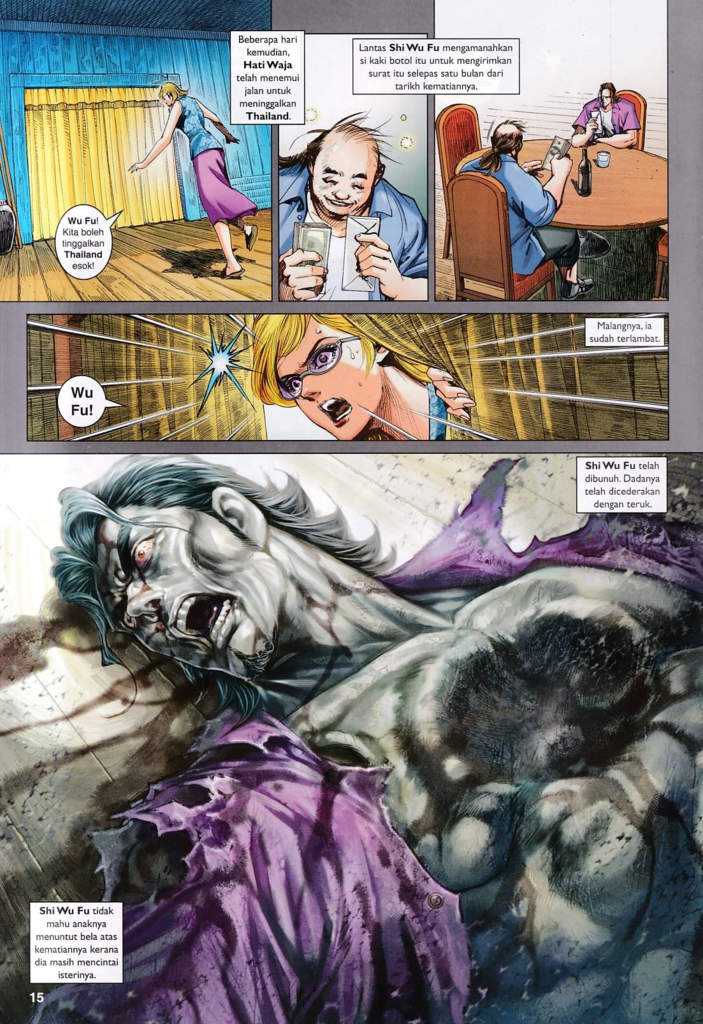 Beberapa hari
kemudian,
Hati Waja
telah menemui
jalan untuk
meninggalkan
Thailand.
Wu Fu!
Kita boleh
tinggalkan
Thailand
esok!
Lantas Shi Wu Fu mengamanahkan
si kaki botol itu untuk mengirimkan
surat itu selepas satu bulan dari
tarikh kematiannya.
Malangnya, ia
sudah terlambat.
Wu
Fu!
Shi Wu Fu telah
dibunuh. Dadanya
telah dicederakan
dengan teruk.
Shi Wu Fu tidak
mahu anaknya
menuntut bela atas
kematiannya kerana
dia masih mencintai
isterinya.
15